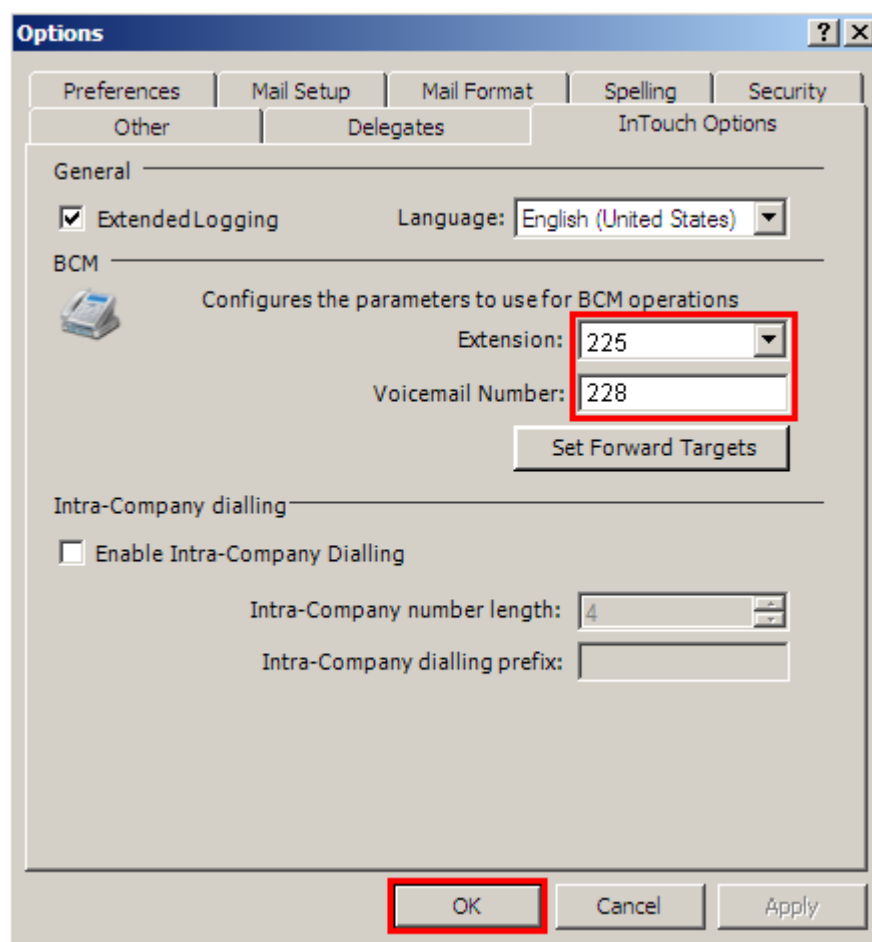 Options
Preferences Mail Setup Mail Format Spelling Security
Other Delegates InTouch Options
General
Extended Logging Language: English (United States)
BCM
Configures the parameters to use for BCM operations
Extension: 225
Voicemail Number: 228
Set Forward Targets
Intra-Company dialling
Enable Intra-Company Dialling
Intra-Company number length: 4
Intra-Company dialling prefix:
OK Cancel Apply